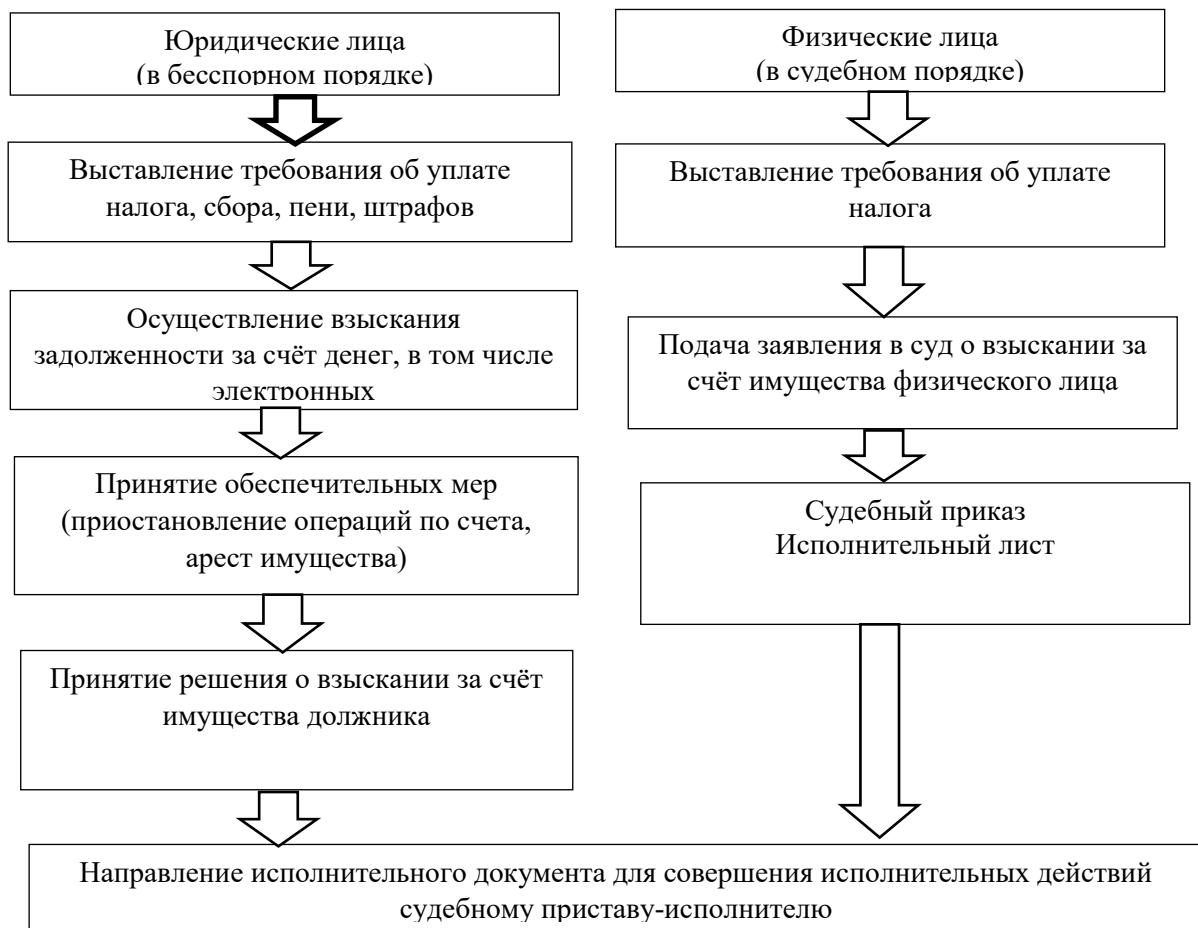 Юридические лица
(в бесспорном порядке)
Выставление требования об уплате
налога, сбора, пени, штрафов
Осуществление взыскания
задолженности за счёт денег, в том числе
электронных
Принятие обеспечительных мер
(приостановление операций по счета,
арест имущества)
Принятие решения о взыскании за счёт
имущества должника
Физические лица
(в судебном порядке)
Выставление требования об уплате
налога
Подача заявления в суд о взыскании за
счёт имущества физического лица
Судебный приказ
Исполнительный лист
Направление исполнительного документа для совершения исполнительных действий
судебному приставу-исполнителю